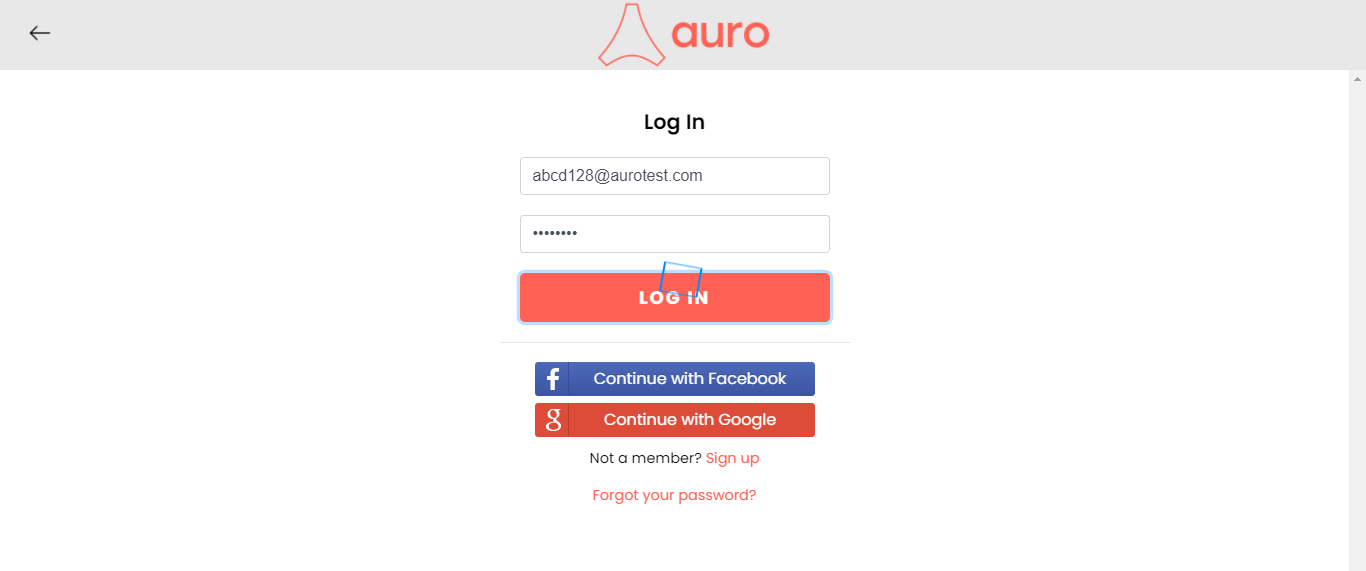 auro
Log In
abcd128@aurotest.com
••••••••
LOG IN
f Continue with Facebook
g Continue with Google
Not a member? Sign up
Forgot your password?